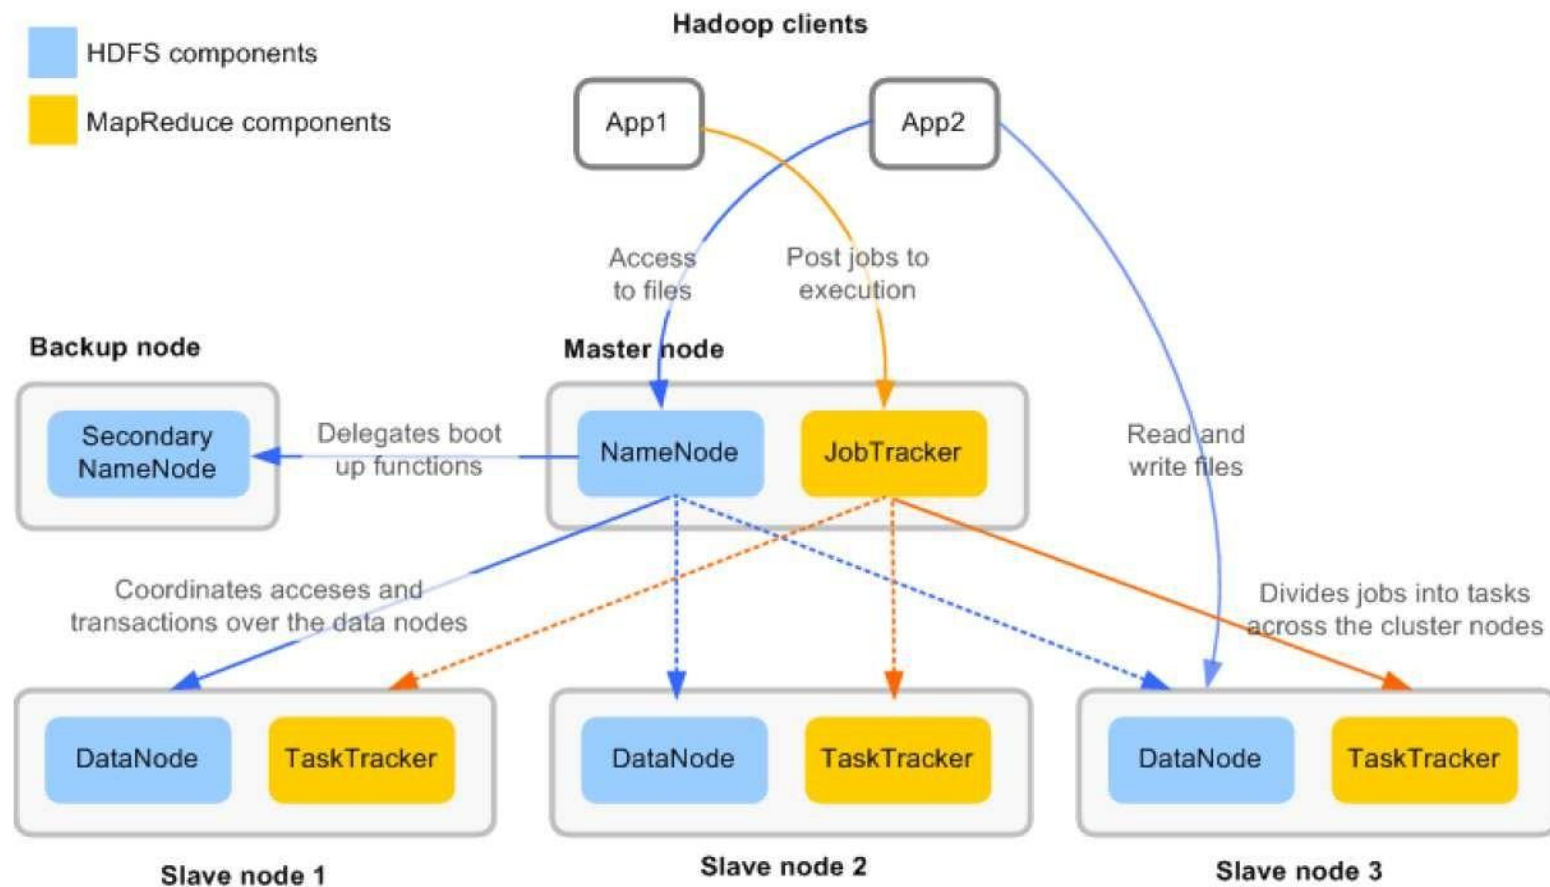 Hadoop clients
HDFS components
MapReduce components
App1
App2
Access
to files
Post jobs to
execution
Backup node
Master node
Secondary
NameNode
Delegates boot
up functions
NameNode
JobTracker
Read and
write files
Coordinates acceses and
transactions over the data nodes
Divides jobs into tasks
across the cluster nodes
DataNode
TaskTracker
DataNode
TaskTracker
DataNode
TaskTracker
Slave node 1
Slave node 2
Slave node 3